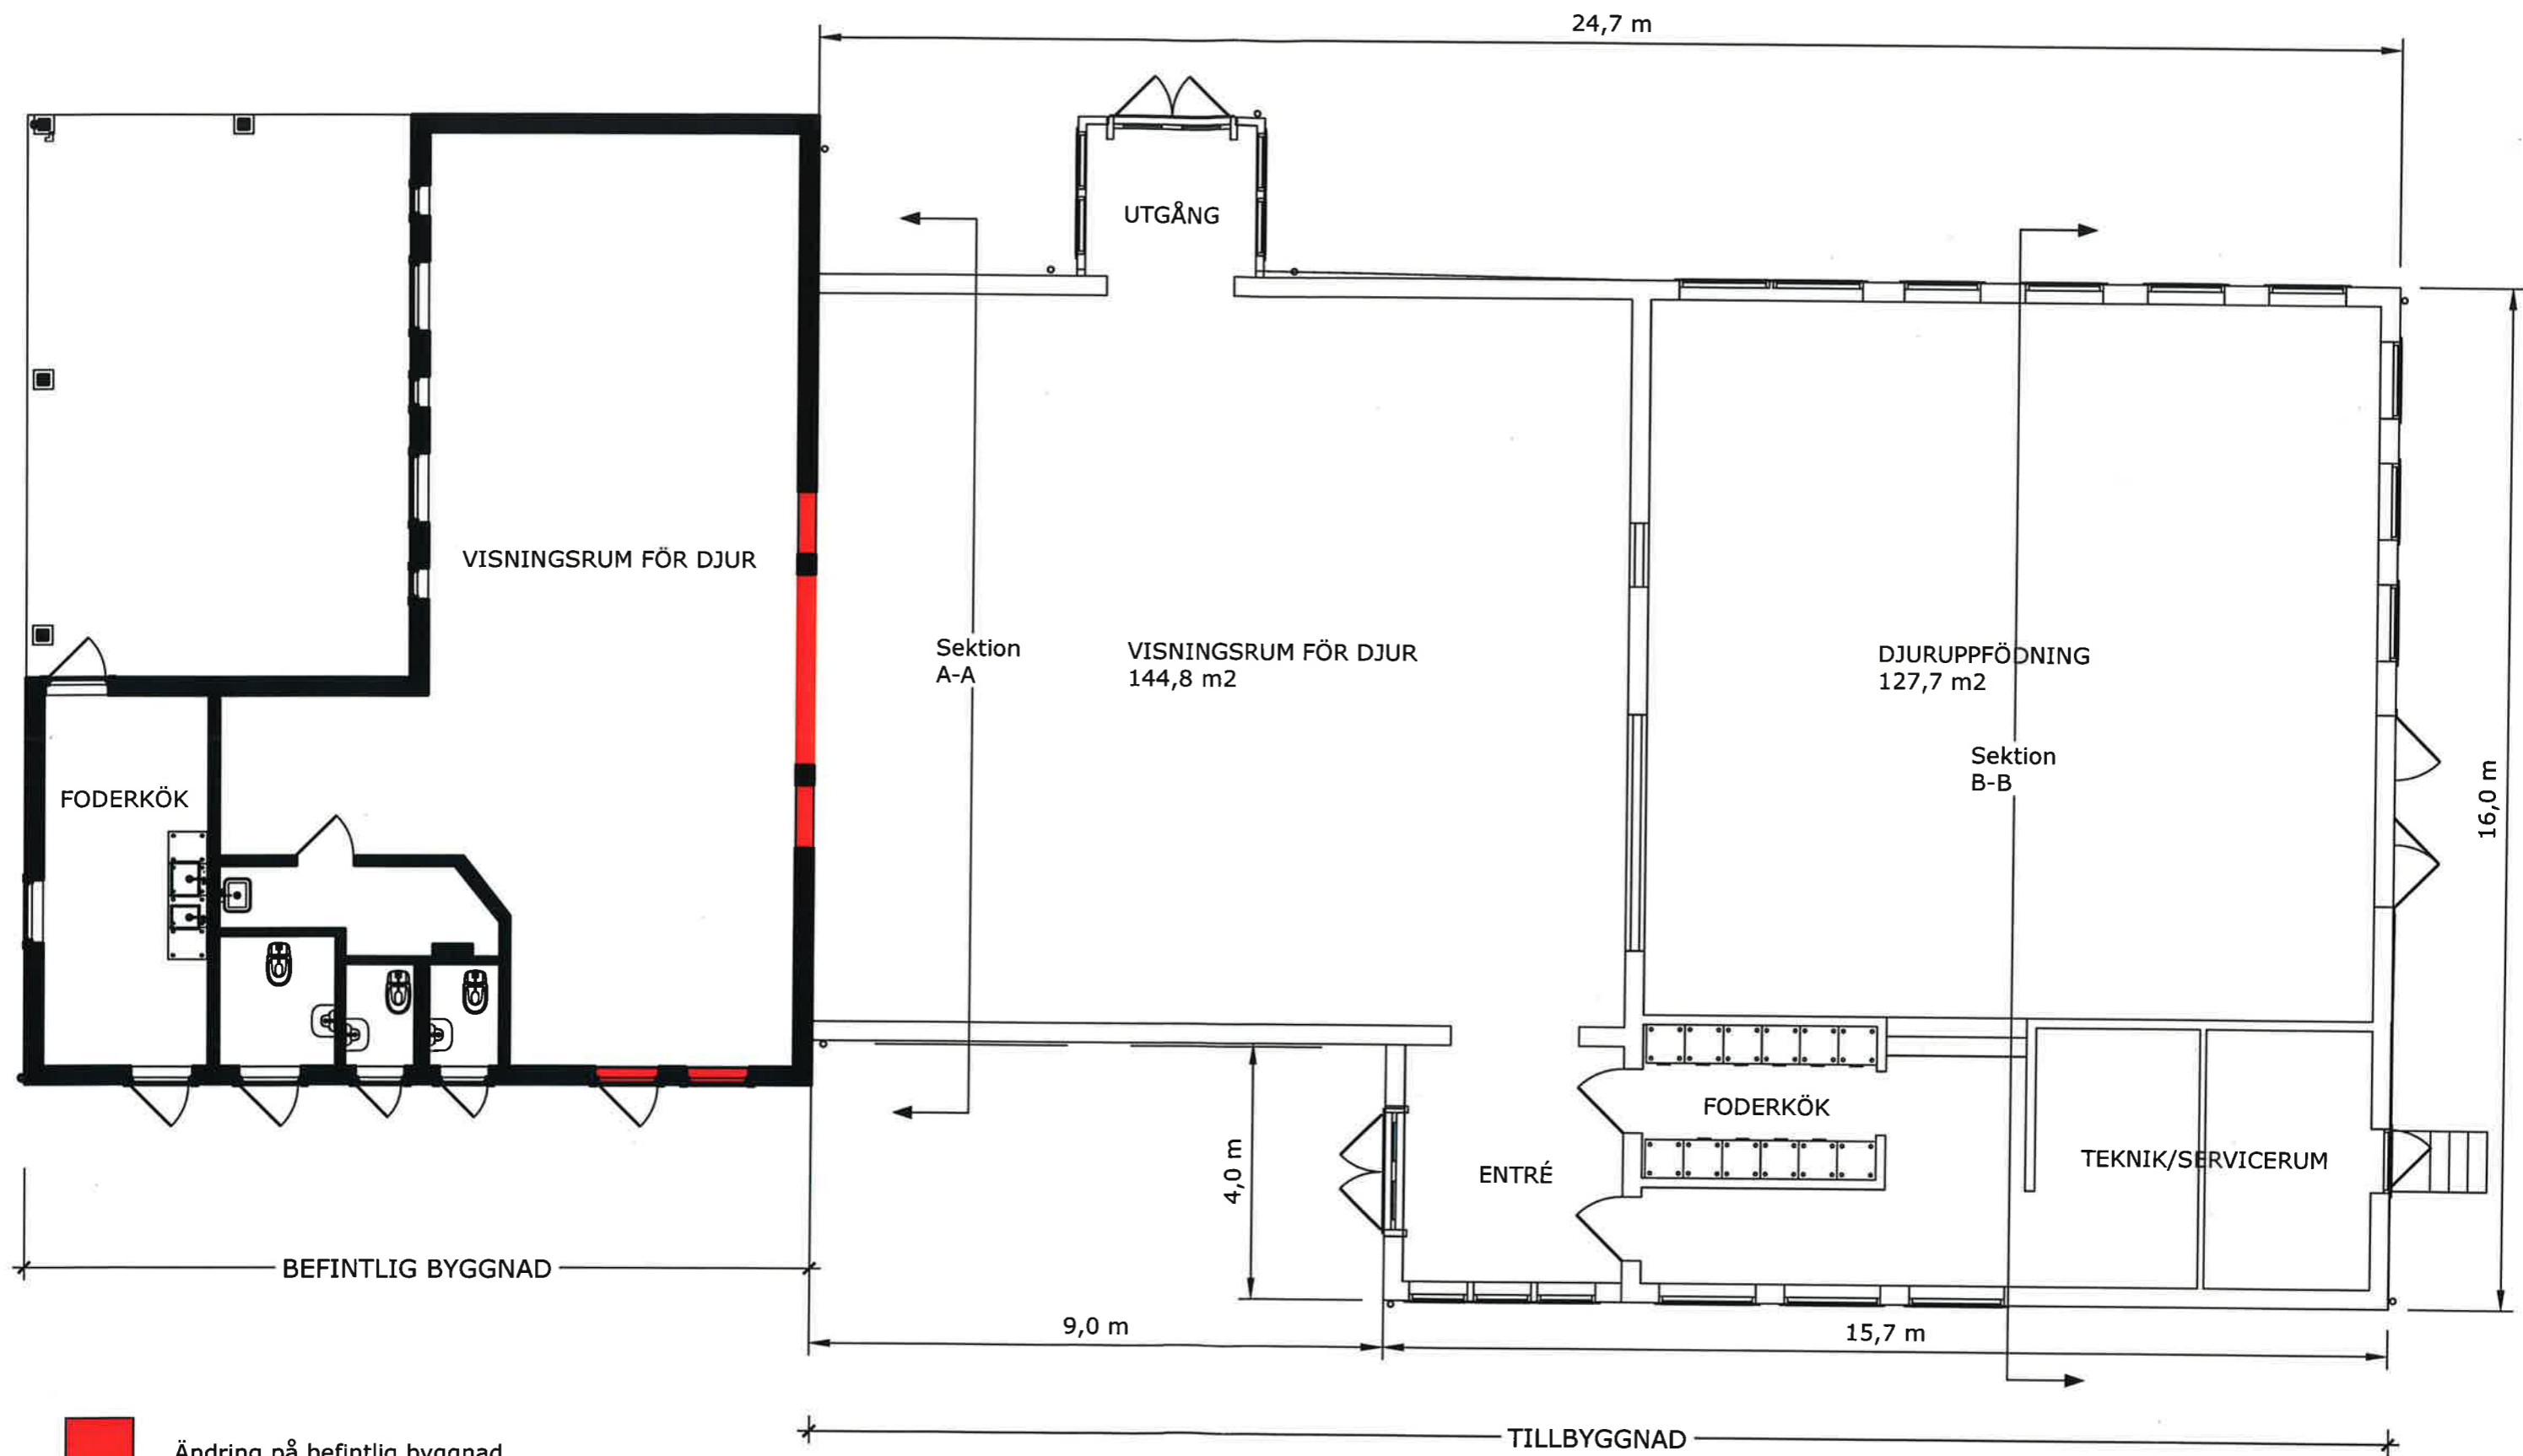 24,7 m
UTGÅNG
VISNINGSRUM FÖR DJUR
Sektion
A-A
VISNINGSRUM FÖR DJUR
144,8 m2
DJURUPPFÖDNING
127,7 m2
Sektion
B-B
16,0 m
FODERKÖK
FODERKÖK
4,0 m
ENTRÉ
TEKNIK/SERVICERUM
BEFINTLIG BYGGNAD
9,0 m
15,7 m
TILLBYGGNAD
Ändring på befintlig byggnad